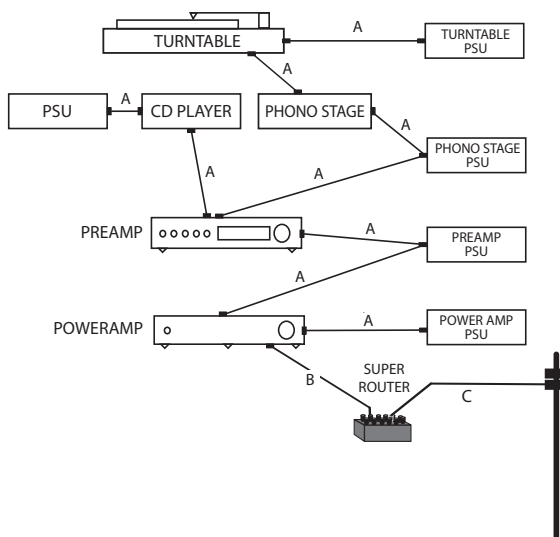 A
TURNTABLE
TURNTABLE
PSU
A
PSU
A
CD PLAYER
PHONO STAGE
A
PHONO STAGE
PSU
A
A
PREAMP
A
PREAMP
PSU
A
POWERAMP
A
POWER AMP
PSU
B
SUPER
ROUTER
C